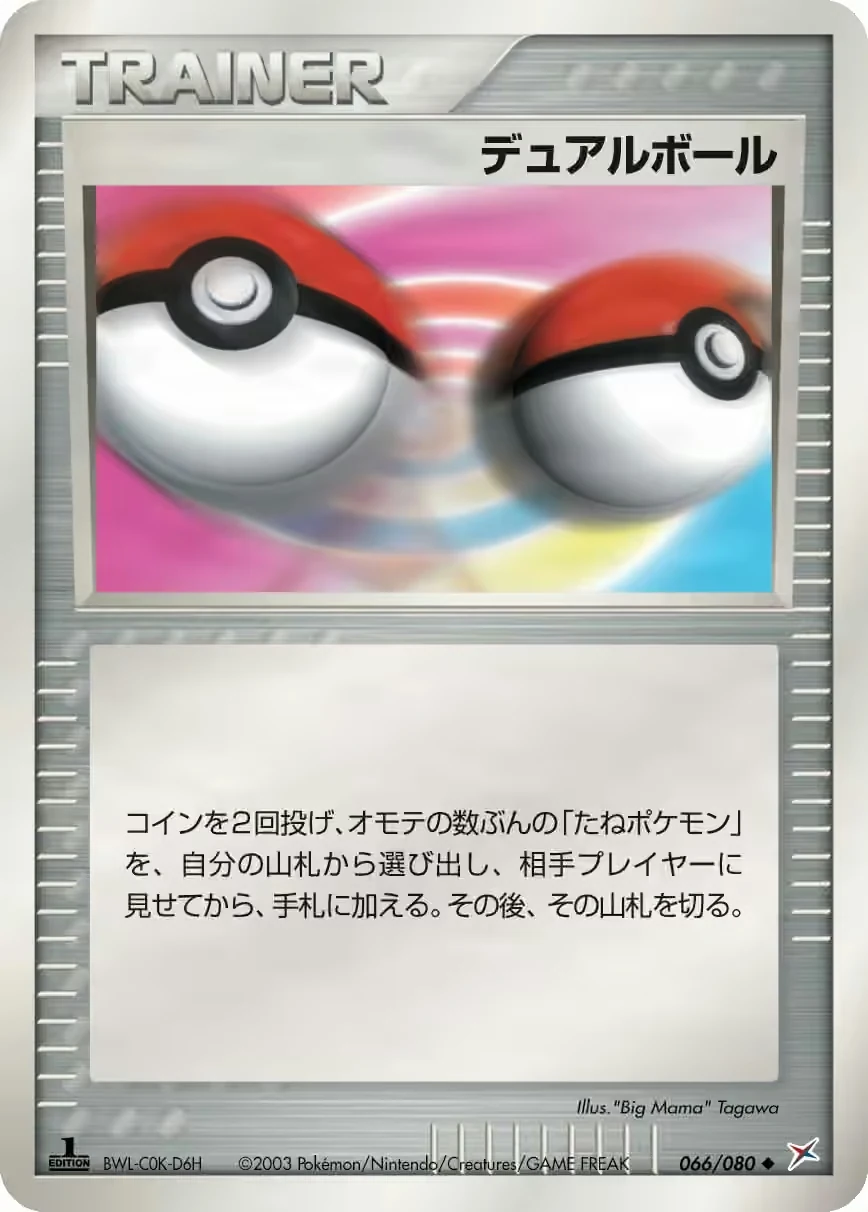 TRAINER
デュアルボール
コインを2回投げ、オモテの数ぶんの「たねポケモン」
を、自分の山札から選び出し、相手プレイヤーに
見せてから、手札に加える。その後、その山札を切る。
Illus."Big Mama" Tagawa
1 EDITION BWL-C0K-D6H ©2003 Pokémon/Nintendo/Creatures/GAME FREAK 066/080 ◆